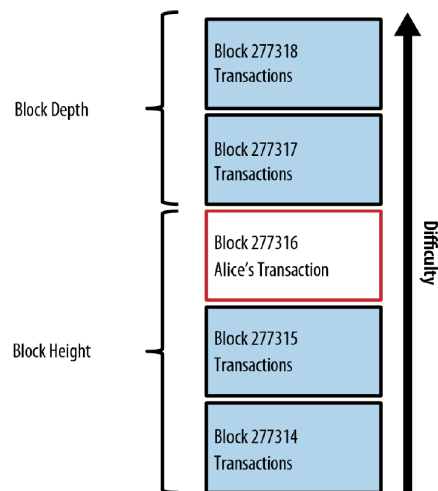 Block 277318
Transactions
Block Depth
Block 277317
Transactions
Block 277316
Alice's Transaction
Difficulty
Block 277315
Block Height
Transactions
Block 277314
Transactions